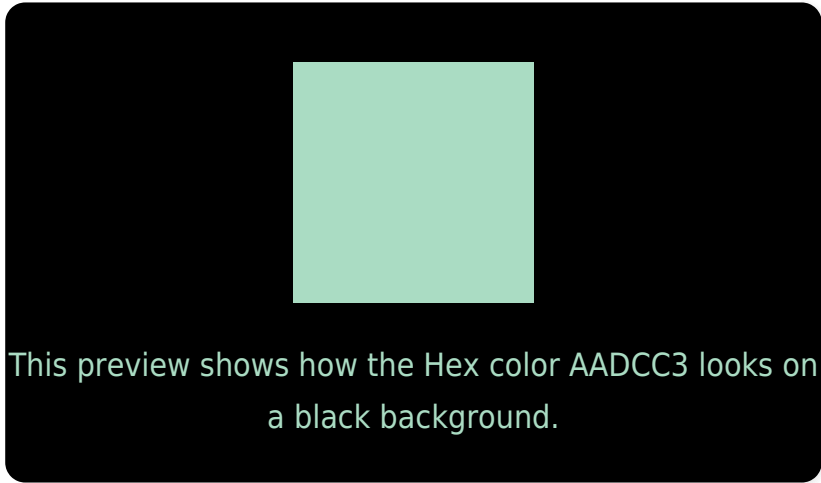 This preview shows how the Hex color AADCC3 looks on
a black background.